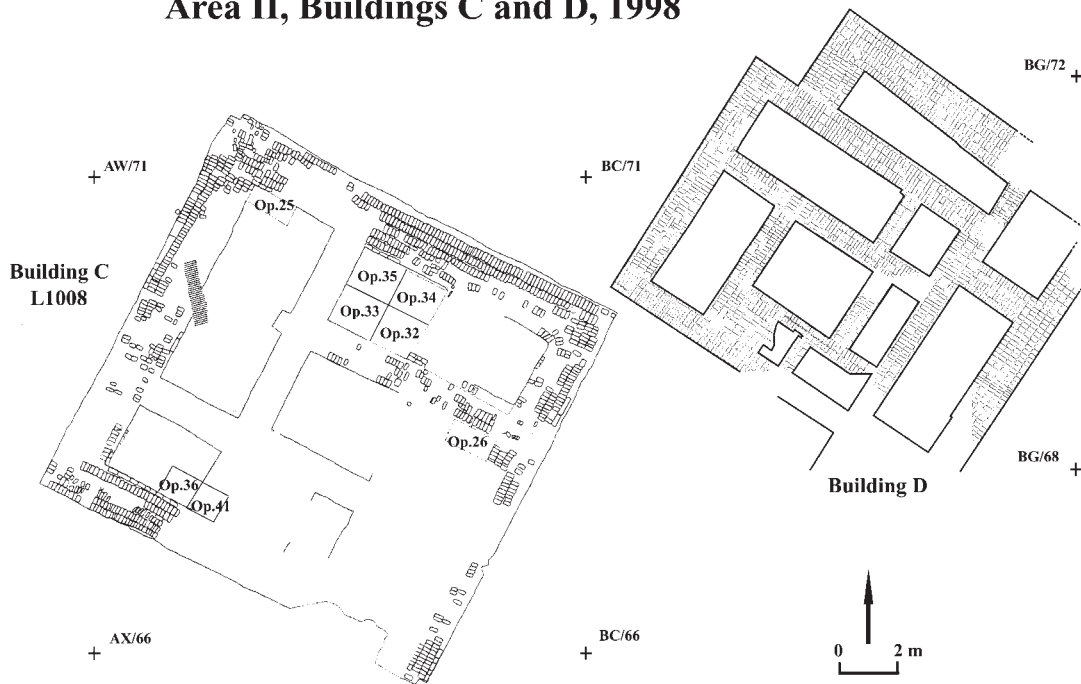 Area II, Buildings C and D, 1998
BG/72
AW/71
BC/71
Op.25
Building C
L1008
Op.35
Op.34
Op.33
Op.32
Op.26
Op.36
Op.41
BG/68
Building D
AX/66
BC/66
0 2 m